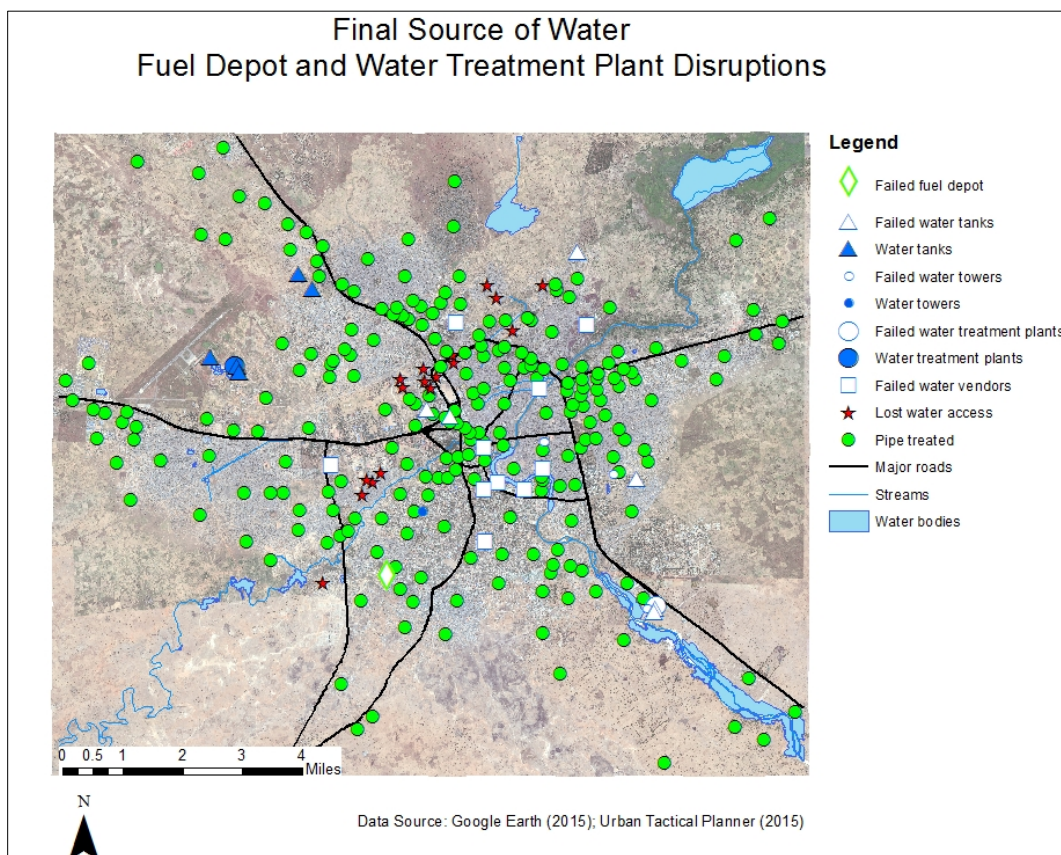 Final Source of Water
Fuel Depot and Water Treatment Plant Disruptions
Legend
Failed fuel depot
Failed water tanks
Water tanks
Failed water towers
Water towers
Failed water treatment plants
Water treatment plants
Failed water vendors
Lost water access
Pipe treated
Major roads
Streams
Water bodies
0 0.5 1 2 3 4
Miles
N
Data Source: Google Earth (2015); Urban Tactical Planner (2015)